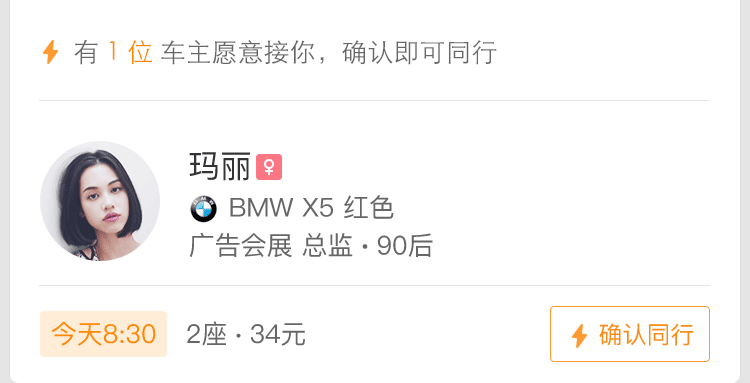 有 1 位 车主愿意接你，确认即可同行
玛丽
BMW X5 红色
广告会展 总监 · 90后
今天8:30 2座 · 34元 确认同行